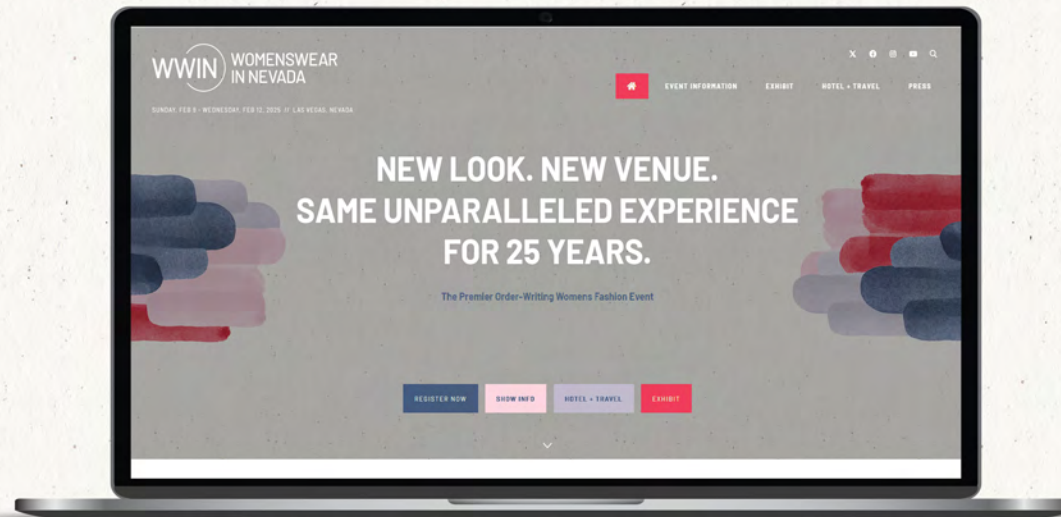 WWIN
WOMENSWEAR
IN NEVADA
SUNDAY, FEB 9 - WEDNESDAY, FEB 12, 2025 // LAS VEGAS, NEVADA
EVENT INFORMATION
EXHIBIT
HOTEL + TRAVEL
PRESS
NEW LOOK. NEW VENUE.
SAME UNPARALLELED EXPERIENCE
FOR 25 YEARS.
The Premier Order-Writing Womens Fashion Event
REGISTER NOW
SHOW INFO
HOTEL + TRAVEL
EXHIBIT